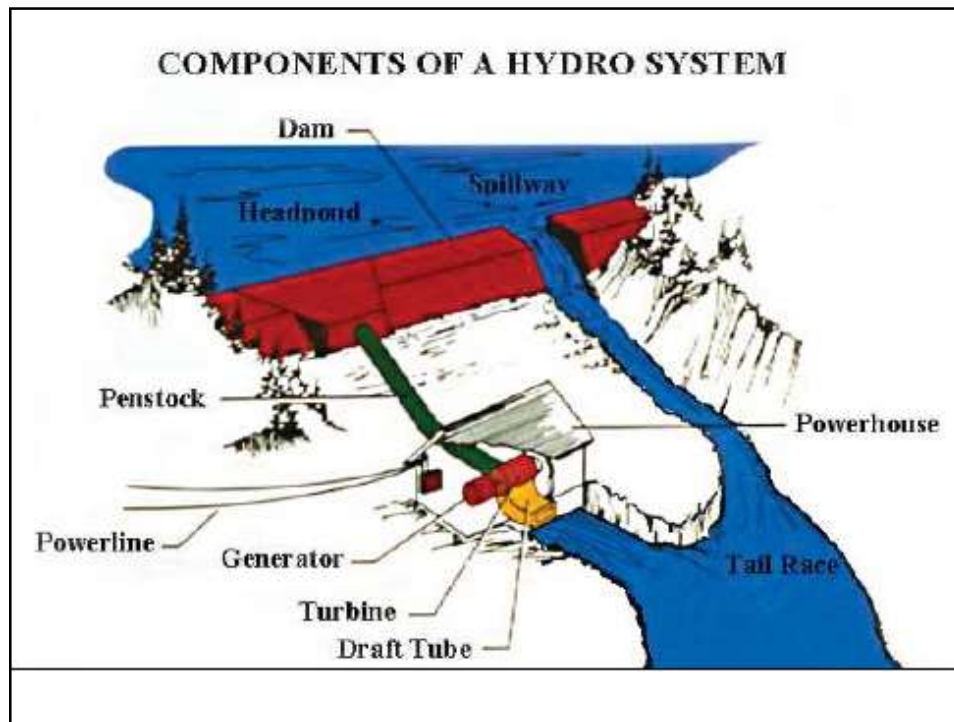 COMPONENTS OF A HYDRO SYSTEM
Dam
Spillway
Headpond
Penstock
Powerhouse
Powerline
Generator
Tail Race
Turbine
Draft Tube